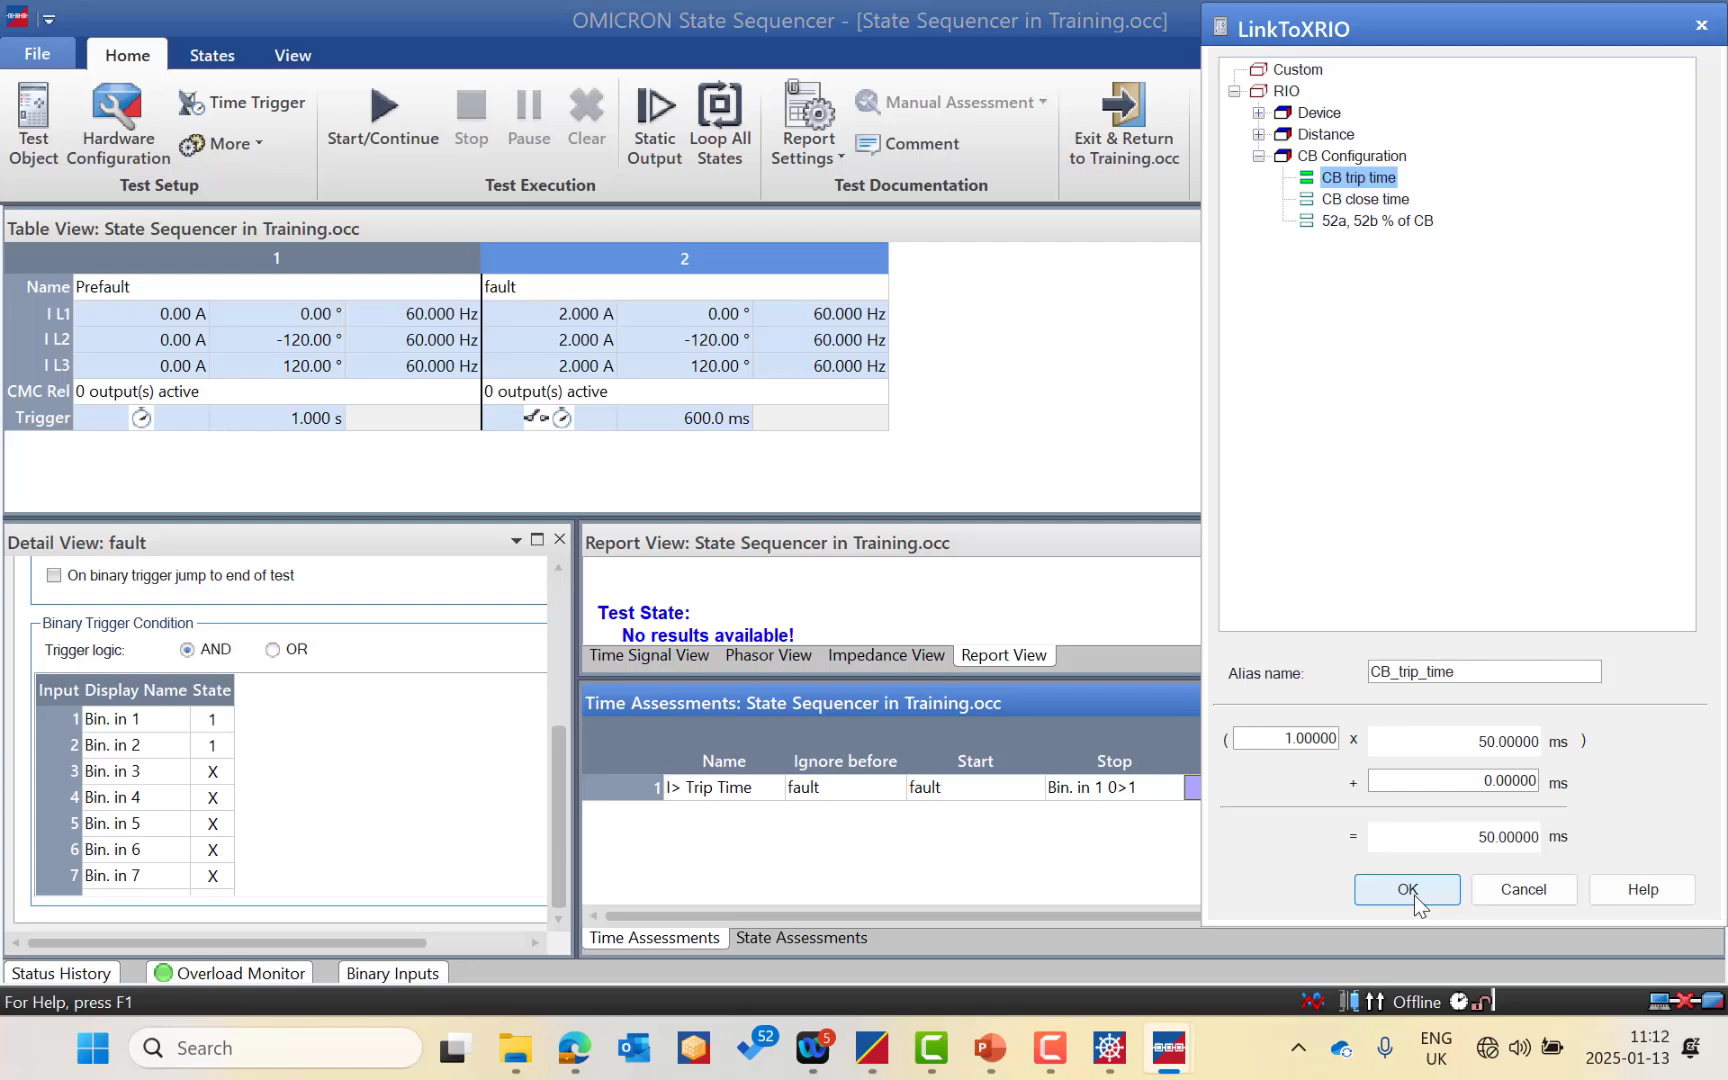 OMICRON State Sequencer - [State Sequencer in Training.occ]
File
Home
States
View
Test
Object
Hardware
Configuration
Time Trigger
More
Test Setup
Start/Continue
Stop
Pause
Clear
Static
Output
Loop All
States
Test Execution
Report
Settings
Manual Assessment
Comment
Test Documentation
Exit & Return
to Training.occ
Table View: State Sequencer in Training.occ
1 2
Name Prefault fault
I L1 0.00 A 0.00 ° 60.000 Hz 2.000 A 0.00 ° 60.000 Hz
I L2 0.00 A -120.00 ° 60.000 Hz 2.000 A -120.00 ° 60.000 Hz
I L3 0.00 A 120.00 ° 60.000 Hz 2.000 A 120.00 ° 60.000 Hz
CMC Rel 0 output(s) active 0 output(s) active
Trigger 1.000 s 600.0 ms
Detail View: fault
On binary trigger jump to end of test
Binary Trigger Condition
Trigger logic: AND OR
Input Display Name State
1 Bin. in 1 1
2 Bin. in 2 1
3 Bin. in 3 X
4 Bin. in 4 X
5 Bin. in 5 X
6 Bin. in 6 X
7 Bin. in 7 X
Report View: State Sequencer in Training.occ
Test State:
No results available!
Time Signal View Phasor View Impedance View Report View
Time Assessments: State Sequencer in Training.occ
Name Ignore before Start Stop
1 I> Trip Time fault fault Bin. in 1 0>1
Time Assessments State Assessments
LinkToXRIO
Custom
RIO
Device
Distance
CB Configuration
CB trip time
CB close time
52a, 52b % of CB
Alias name: CB_trip_time
( 1.00000 x 50.00000 ms )
+ 0.00000 ms
= 50.00000 ms
OK Cancel Help
Status History Overload Monitor Binary Inputs
For Help, press F1
Offline
Search
52
5
ENG
UK
11:12
2025-01-13